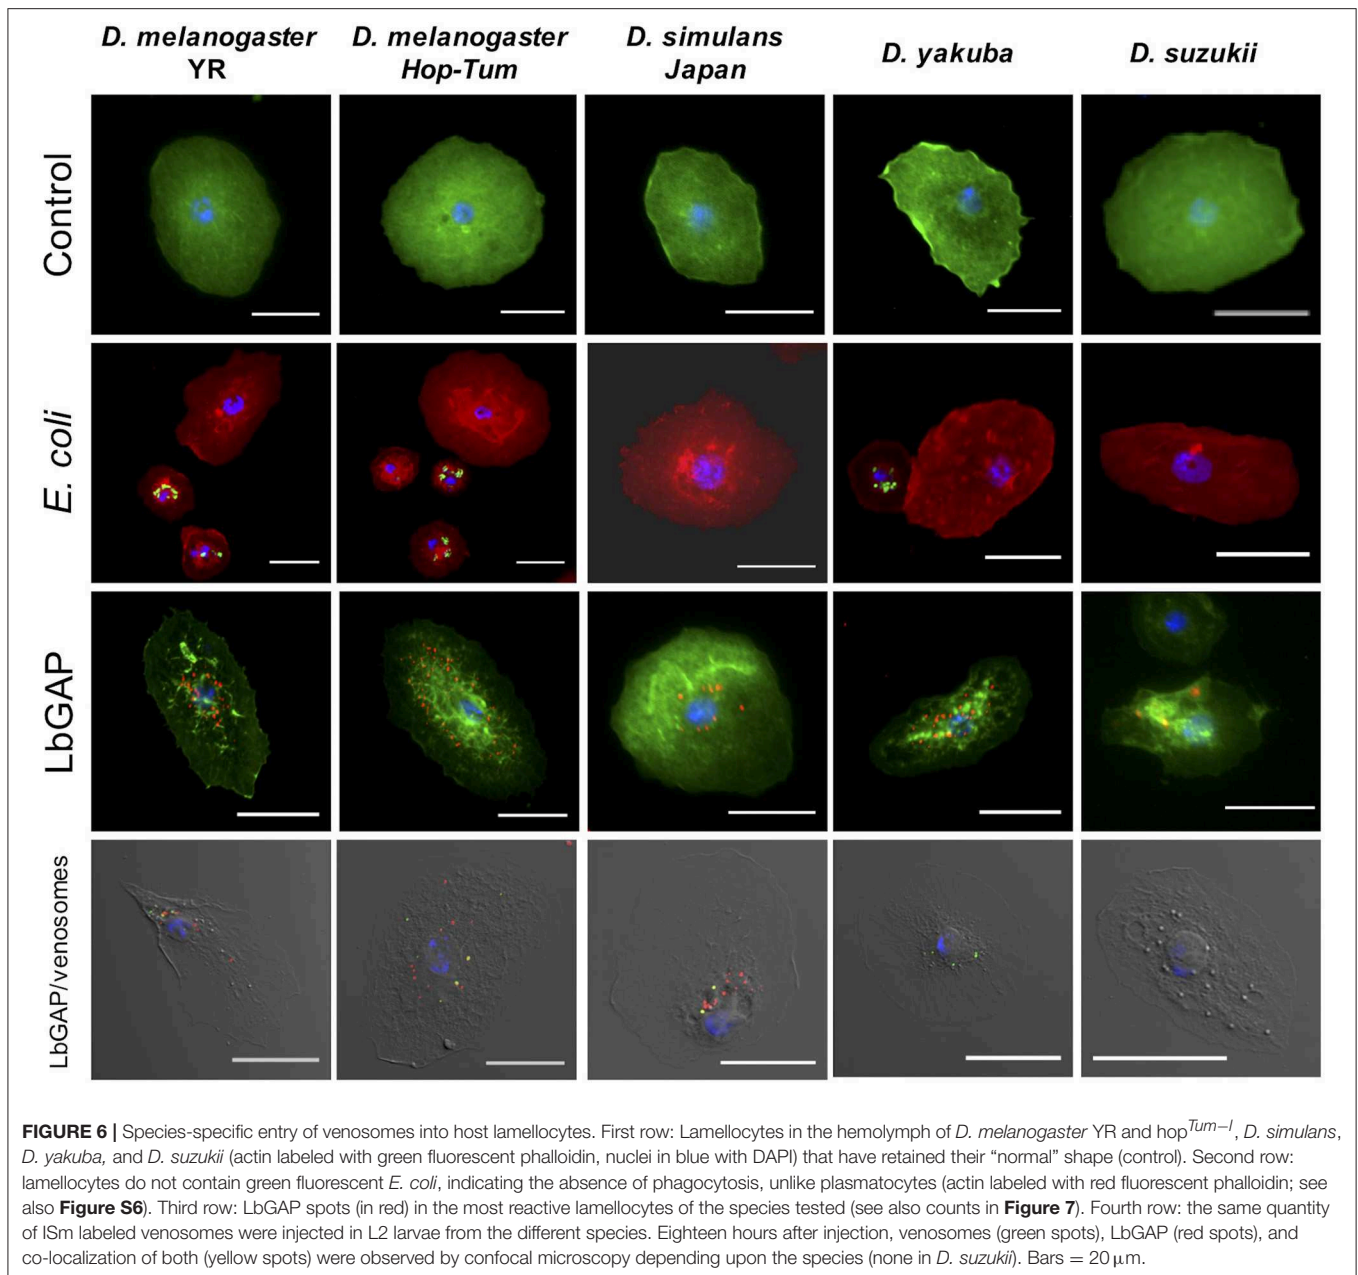 D. melanogaster YR
D. melanogaster Hop-Tum
D. simulans Japan
D. yakuba
D. suzukii
Control
E. coli
LbGAP
LbGAP/venosomes
FIGURE 6 | Species-specific entry of venosomes into host lamellocytes. First row: Lamellocytes in the hemolymph of D. melanogaster YR and hop^Tum−l, D. simulans,
D. yakuba, and D. suzukii (actin labeled with green fluorescent phalloidin, nuclei in blue with DAPI) that have retained their “normal” shape (control). Second row:
lamellocytes do not contain green fluorescent E. coli, indicating the absence of phagocytosis, unlike plasmatocytes (actin labeled with red fluorescent phalloidin; see
also Figure S6). Third row: LbGAP spots (in red) in the most reactive lamellocytes of the species tested (see also counts in Figure 7). Fourth row: the same quantity
of ISm labeled venosomes were injected in L2 larvae from the different species. Eighteen hours after injection, venosomes (green spots), LbGAP (red spots), and
co-localization of both (yellow spots) were observed by confocal microscopy depending upon the species (none in D. suzukii). Bars = 20 μm.